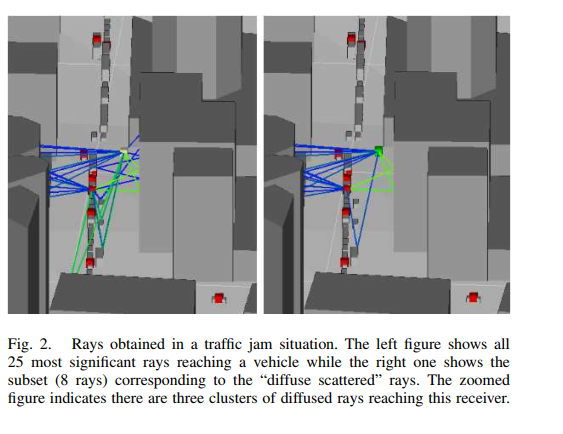 Fig. 2. Rays obtained in a traffic jam situation. The left figure shows all
25 most significant rays reaching a vehicle while the right one shows the
subset (8 rays) corresponding to the “diffuse scattered” rays. The zoomed
figure indicates there are three clusters of diffused rays reaching this receiver.